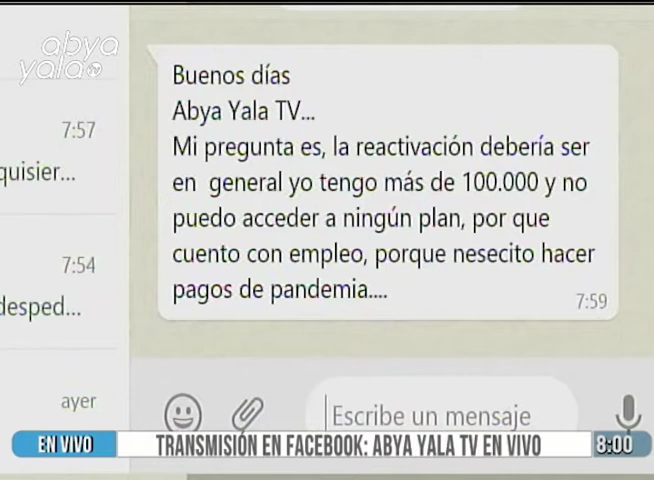 abya
yala tv
7:57
quisier...
7:54
desped...
ayer
Buenos días
Abya Yala TV...
Mi pregunta es, la reactivación debería ser
en general yo tengo más de 100.000 y no
puedo acceder a ningún plan, por que
cuento con empleo, porque nesecito hacer
pagos de pandemia....
7:59
Escribe un mensaje
EN VIVO TRANSMISIÓN EN FACEBOOK: ABYA YALA TV EN VIVO 8:00